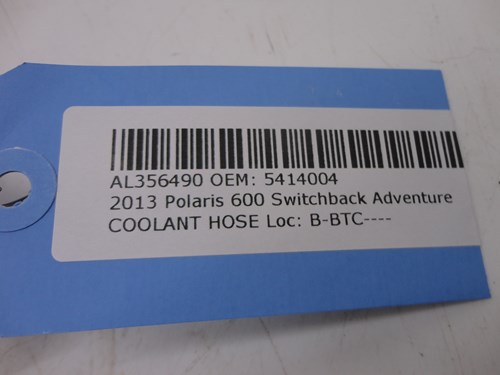 AL356490 OEM: 5414004
2013 Polaris 600 Switchback Adventure
COOLANT HOSE Loc: B-BTC----